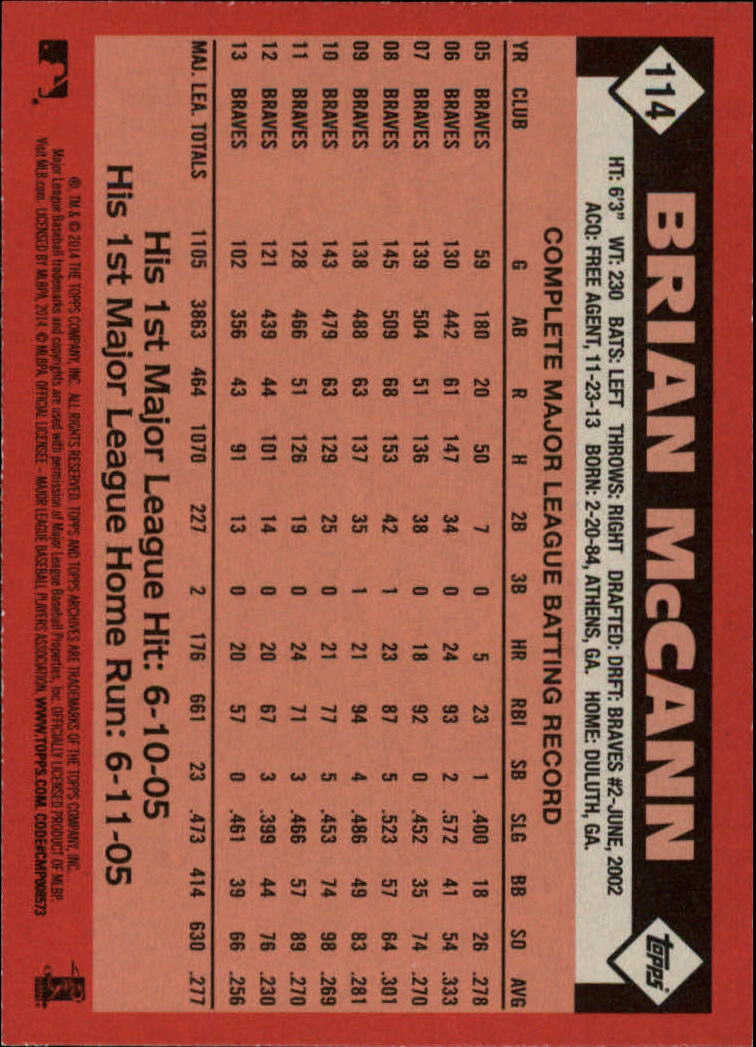 114
BRIAN McCANN
topps
HT: 6'3" WT: 230 BATS: LEFT THROWS: RIGHT DRAFTED: DRFT: BRAVES #2-JUNE, 2002
ACQ: FREE AGENT, 11-23-13 BORN: 2-20-84, ATHENS, GA. HOME: DULUTH, GA.
COMPLETE MAJOR LEAGUE BATTING RECORD
YR CLUB G AB R H 2B 3B HR RBI SB SLG BB SO AVG
05 BRAVES 59 180 20 50 7 0 5 23 1 .400 18 26 .278
06 BRAVES 130 442 61 147 34 0 24 93 2 .572 41 54 .333
07 BRAVES 139 504 51 136 38 0 18 92 0 .452 35 74 .270
08 BRAVES 145 509 68 153 42 1 23 87 5 .523 57 64 .301
09 BRAVES 138 488 63 137 35 1 21 94 4 .486 49 83 .281
10 BRAVES 143 479 63 129 25 0 21 77 5 .453 74 98 .269
11 BRAVES 128 466 51 126 19 0 24 71 3 .466 57 89 .270
12 BRAVES 121 439 44 101 14 0 20 67 3 .399 44 76 .230
13 BRAVES 102 356 43 91 13 0 20 57 0 .461 39 66 .256
MAJ. LEA. TOTALS 1105 3863 464 1070 227 2 176 661 23 .473 414 630 .277
His 1st Major League Hit: 6-10-05
His 1st Major League Home Run: 6-11-05
®, TM & © 2014 THE TOPPS COMPANY, INC. ALL RIGHTS RESERVED. TOPPS AND TOPPS ARCHIVES ARE TRADEMARKS OF THE TOPPS COMPANY, INC.
Major League Baseball trademarks and copyrights are used with permission of Major League Baseball Properties, Inc. OFFICIALLY LICENSED PRODUCT OF MLBP.
Visit MLB.com. LICENSED BY MLBPA, 2014. © MLBPA, OFFICIAL LICENSEE - MAJOR LEAGUE BASEBALL PLAYERS ASSOCIATION. WWW.TOPPS.COM. CODE#CMP008573